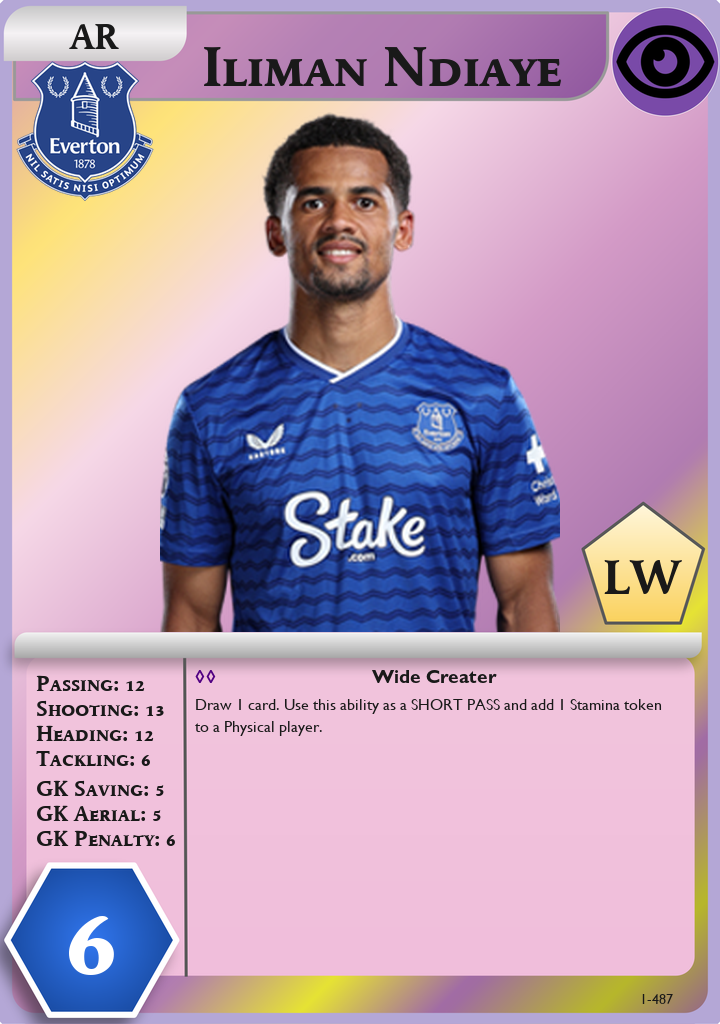 AR
Iliman Ndiaye
Everton
1878
NIL SATIS NISI OPTIMUM
CASTORE
Everton
Stake
.com
LW
Passing: 12
Shooting: 13
Heading: 12
Tackling: 6
GK Saving: 5
GK Aerial: 5
GK Penalty: 6
6
◊◊ Wide Creater
Draw 1 card. Use this ability as a SHORT PASS and add 1 Stamina token
to a Physical player.
1-487